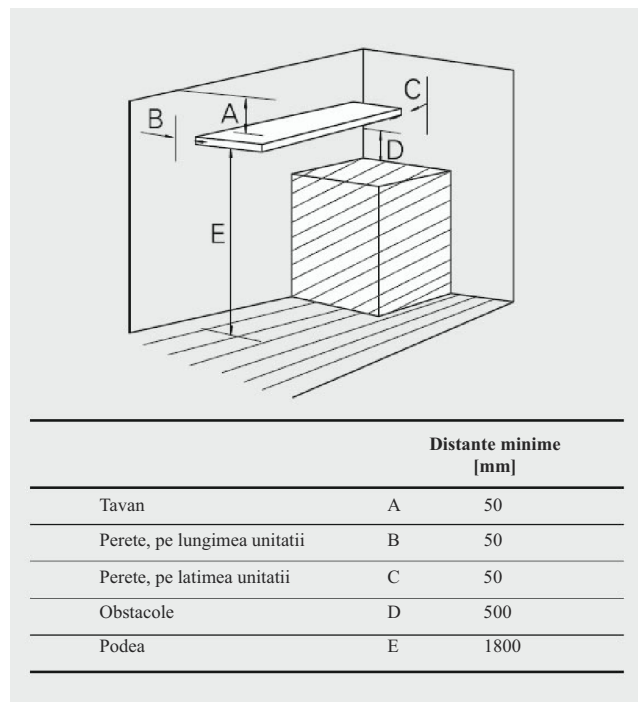 C
A
B
D
E
Distante minime
[mm]
Tavan A 50
Perete, pe lungimea unitatii B 50
Perete, pe latimea unitatii C 50
Obstacole D 500
Podea E 1800